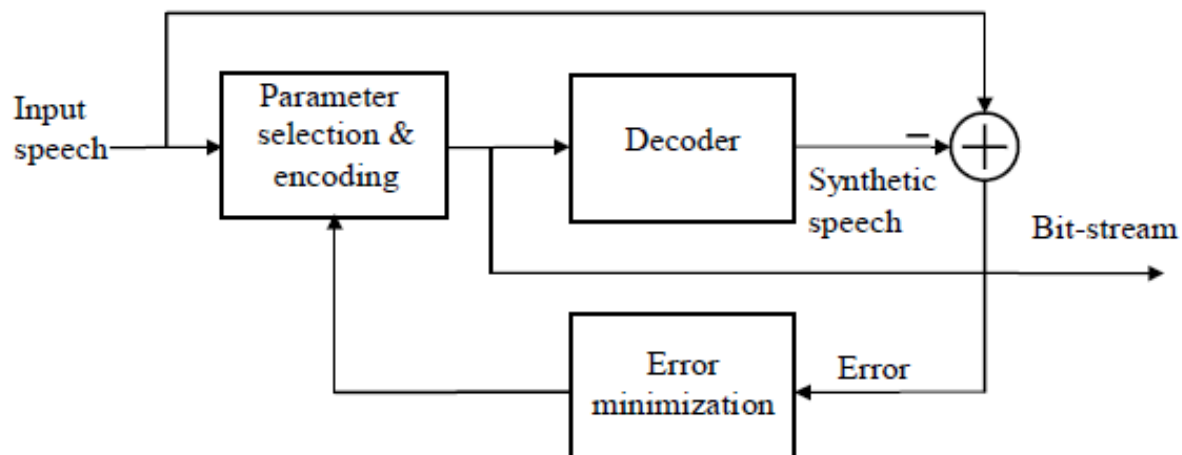 Input
speech
Parameter
selection &
encoding
Decoder
−
+
Synthetic
speech
Bit-stream
Error
minimization
Error